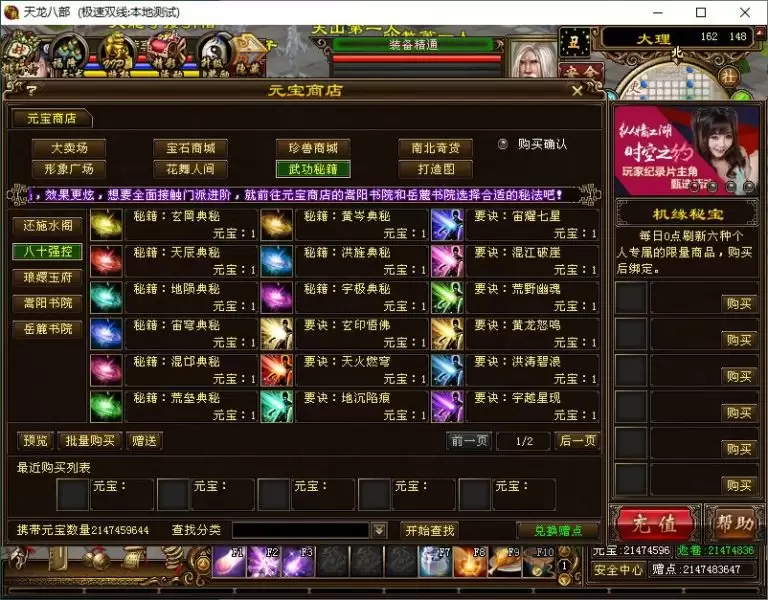 天龙八部 (极速双线:本地测试)
装备精通
大理 162 148
北
丑
安全
元宝商店
元宝商店
大卖场 宝石商城 珍兽商城 南北奇货 购买确认
形象广场 花舞人间 武功秘籍 打造图
，效果更炫，想要全面接触门派进阶，就前往元宝商店的嵩阳书院和岳麓书院选择合适的秘法吧！
还施水阁
八十强控
琅嬛玉府
嵩阳书院
岳麓书院
秘籍：玄岡典秘 秘籍：黄岑典秘 要诀：宙耀七星
元宝：1 元宝：1 元宝：1
秘籍：天辰典秘 秘籍：洪旌典秘 要诀：混江破崖
元宝：1 元宝：1 元宝：1
秘籍：地陨典秘 秘籍：宇极典秘 要诀：荒野幽魂
元宝：1 元宝：1 元宝：1
秘籍：宙穹典秘 要诀：玄印悟佛 要诀：黄龙怒鸣
元宝：1 元宝：1 元宝：1
秘籍：混邙典秘 要诀：天火燃穹 要诀：洪涛碧浪
元宝：1 元宝：1 元宝：1
秘籍：荒垒典秘 要诀：地沉陷痕 要诀：宇越星现
元宝：1 元宝：1 元宝：1
预览 批量购买 赠送 前一页 1/2 后一页
最近购买列表
元宝： 元宝： 元宝： 元宝： 元宝：
携带元宝数量2147459644 查找分类 开始查找 兑换赠点
纵情江湖
时空之约
玩家纪录片主角
甄选
机缘秘宝
每日0点刷新六种个
人专属的限量商品，购买
后绑定。
购买
购买
购买
购买
购买
购买
充值 帮助
元宝:21474596
21474836
安全中心 赠点:2147483647
F1 F2 F3 F7 F8 F9 F10
1